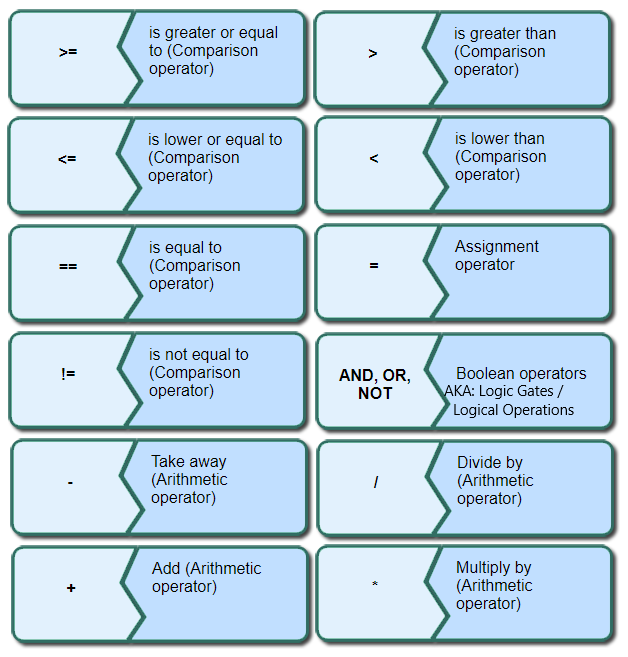 >=
is greater or equal
to (Comparison
operator)
>
is greater than
(Comparison
operator)
<=
is lower or equal to
(Comparison
operator)
<
is lower than
(Comparison
operator)
==
is equal to
(Comparison
operator)
=
Assignment
operator
!=
is not equal to
(Comparison
operator)
AND, OR,
NOT
Boolean operators
AKA: Logic Gates /
Logical Operations
-
Take away
(Arithmetic
operator)
/
Divide by
(Arithmetic
operator)
+
Add (Arithmetic
operator)
*
Multiply by
(Arithmetic
operator)